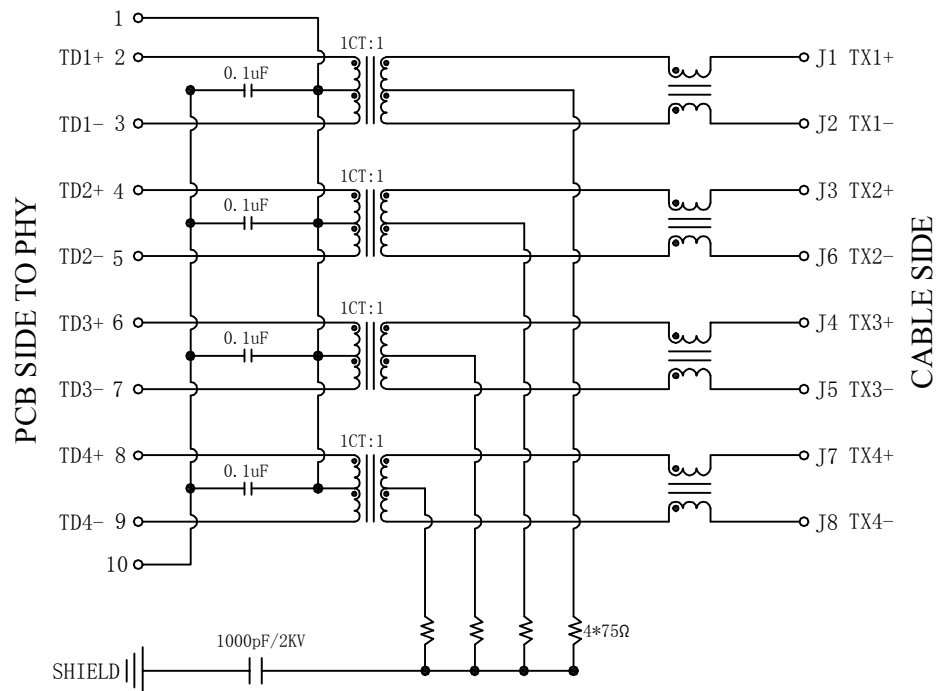 1
1CT:1
TD1+ 2
J1 TX1+
0.1uF
TD1- 3
J2 TX1-
1CT:1
TD2+ 4
J3 TX2+
0.1uF
TD2- 5
J6 TX2-
PCB SIDE TO PHY
CABLE SIDE
1CT:1
TD3+ 6
J4 TX3+
0.1uF
TD3- 7
J5 TX3-
1CT:1
TD4+ 8
J7 TX4+
0.1uF
TD4- 9
J8 TX4-
10
4*75Ω
1000pF/2KV
SHIELD